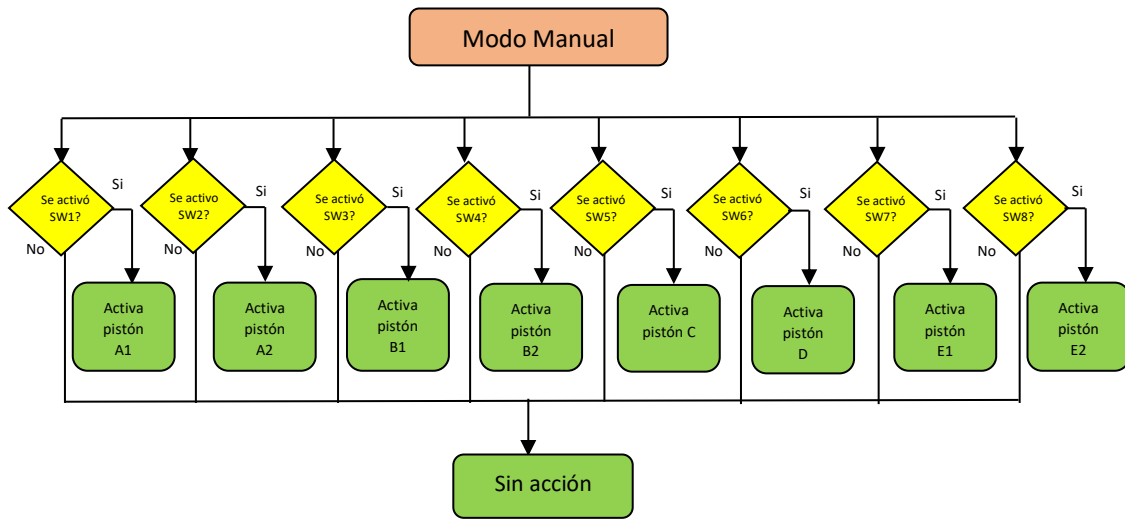 Modo Manual
Se activó
SW1?
Si
No
Se activo
SW2?
Si
No
Se activó
SW3?
Si
No
Se activó
SW4?
Si
No
Se activó
SW5?
Si
No
Se activó
SW6?
Si
No
Se activó
SW7?
Si
No
Se activó
SW8?
Si
No
Activa
pistón
A1
Activa
pistón
A2
Activa
pistón
B1
Activa
pistón
B2
Activa
pistón C
Activa
pistón
D
Activa
pistón
E1
Activa
pistón
E2
Sin acción